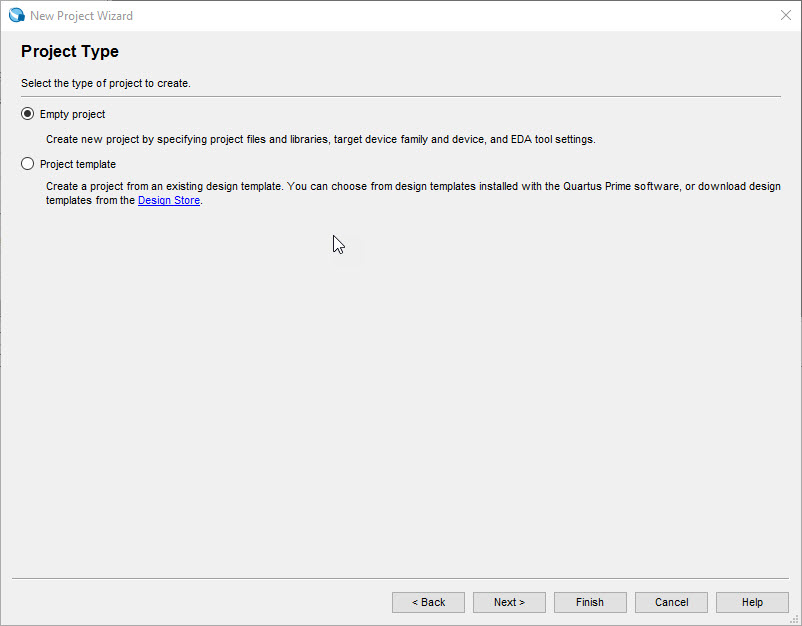 New Project Wizard
Project Type
Select the type of project to create.
Empty project
Create new project by specifying project files and libraries, target device family and device, and EDA tool settings.
Project template
Create a project from an existing design template. You can choose from design templates installed with the Quartus Prime software, or download design
templates from the Design Store.
< Back Next > Finish Cancel Help